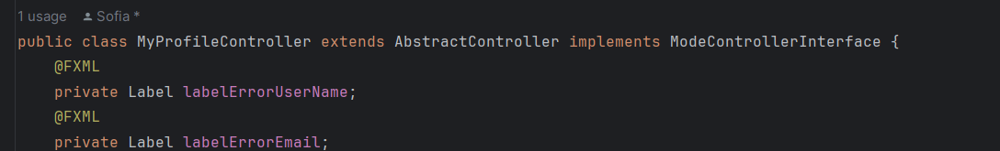 1 usage Sofia *
public class MyProfileController extends AbstractController implements ModeControllerInterface {
@FXML
private Label labelErrorUserName;
@FXML
private Label labelErrorEmail;